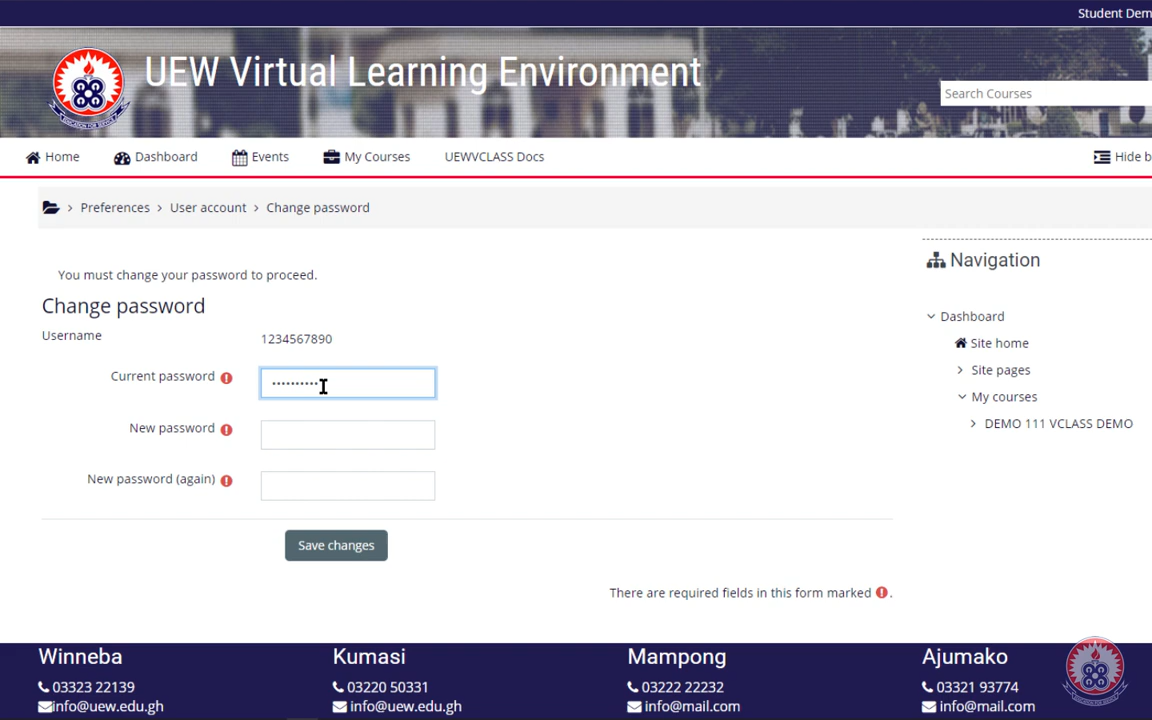 Student Dem
UEW Virtual Learning Environment
EDUCATION FOR SERVICE
Search Courses
Home Dashboard Events My Courses UEWVCLASS Docs Hide b
> Preferences > User account > Change password
You must change your password to proceed.
Change password
Username 1234567890
Current password ••••••••••
New password
New password (again)
Save changes
There are required fields in this form marked .
Navigation
Dashboard
Site home
Site pages
My courses
DEMO 111 VCLASS DEMO
Winneba
03323 22139
info@uew.edu.gh
Kumasi
03220 50331
info@uew.edu.gh
Mampong
03222 22232
info@mail.com
Ajumako
03321 93774
info@mail.com